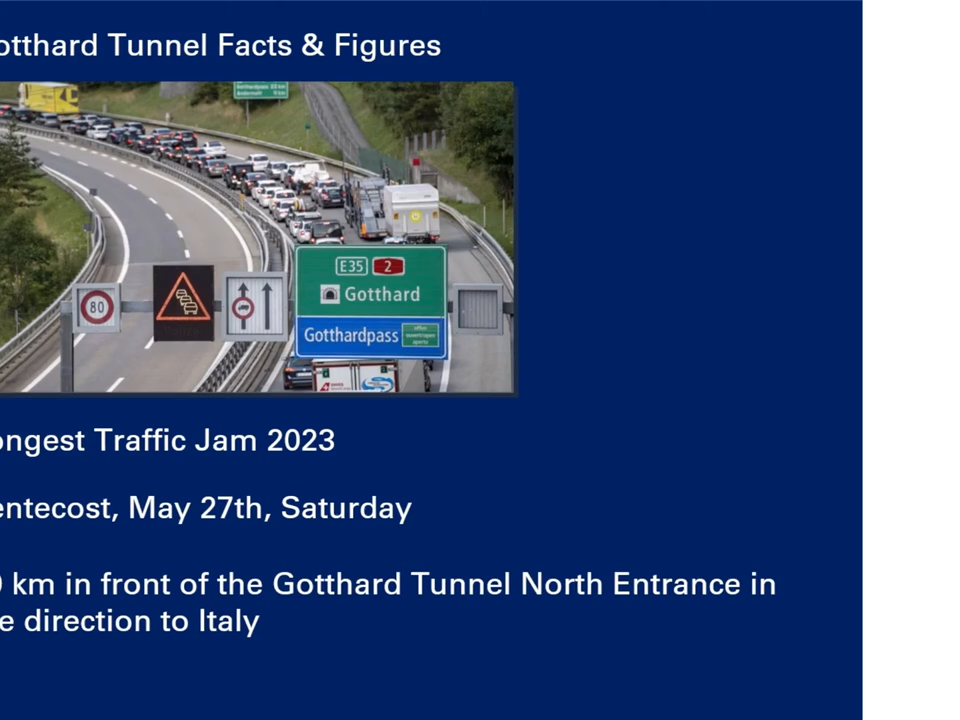 otthard Tunnel Facts & Figures
E35 2
Gotthard
Gotthardpass
80
ongest Traffic Jam 2023
entecost, May 27th, Saturday
0 km in front of the Gotthard Tunnel North Entrance in
e direction to Italy